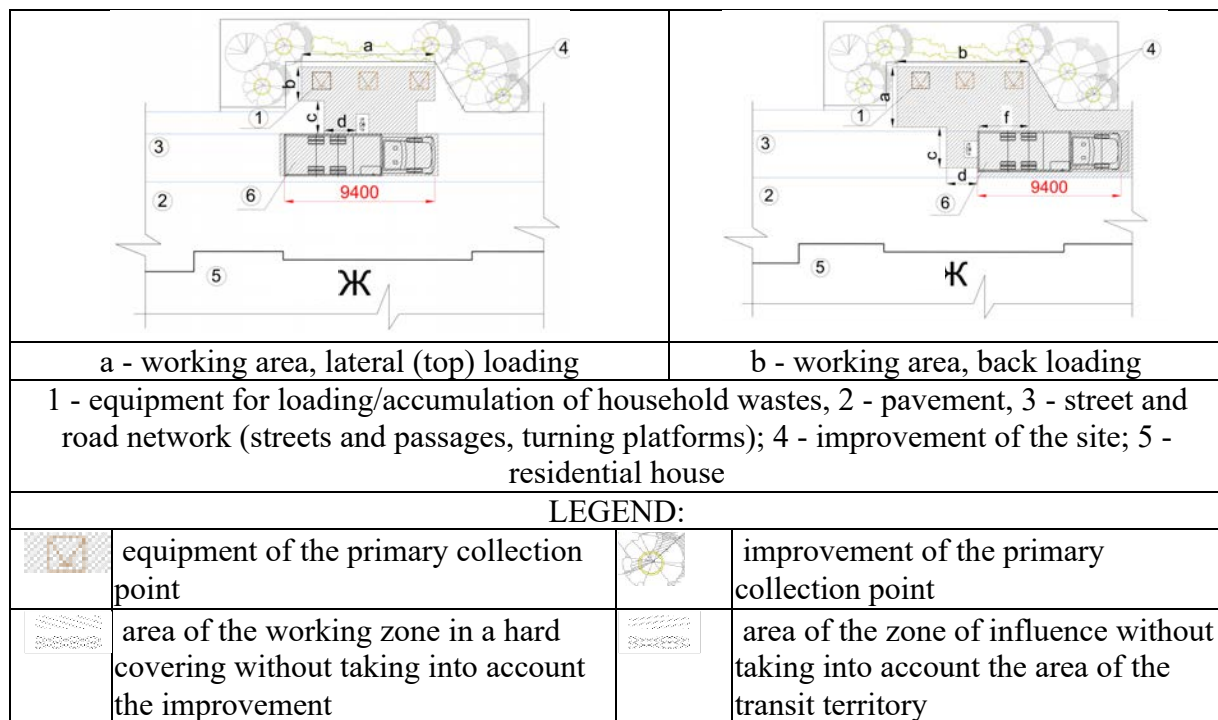 a
b
c
d
1
2
3
4
5
6
9400
Ж
b
a
c
d
f
1
2
3
4
5
6
9400
Ж
a - working area, lateral (top) loading
b - working area, back loading
1 - equipment for loading/accumulation of household wastes, 2 - pavement, 3 - street and
road network (streets and passages, turning platforms); 4 - improvement of the site; 5 -
residential house
LEGEND:
equipment of the primary collection
point
improvement of the primary
collection point
area of the working zone in a hard
covering without taking into account
the improvement
area of the zone of influence without
taking into account the area of the
transit territory